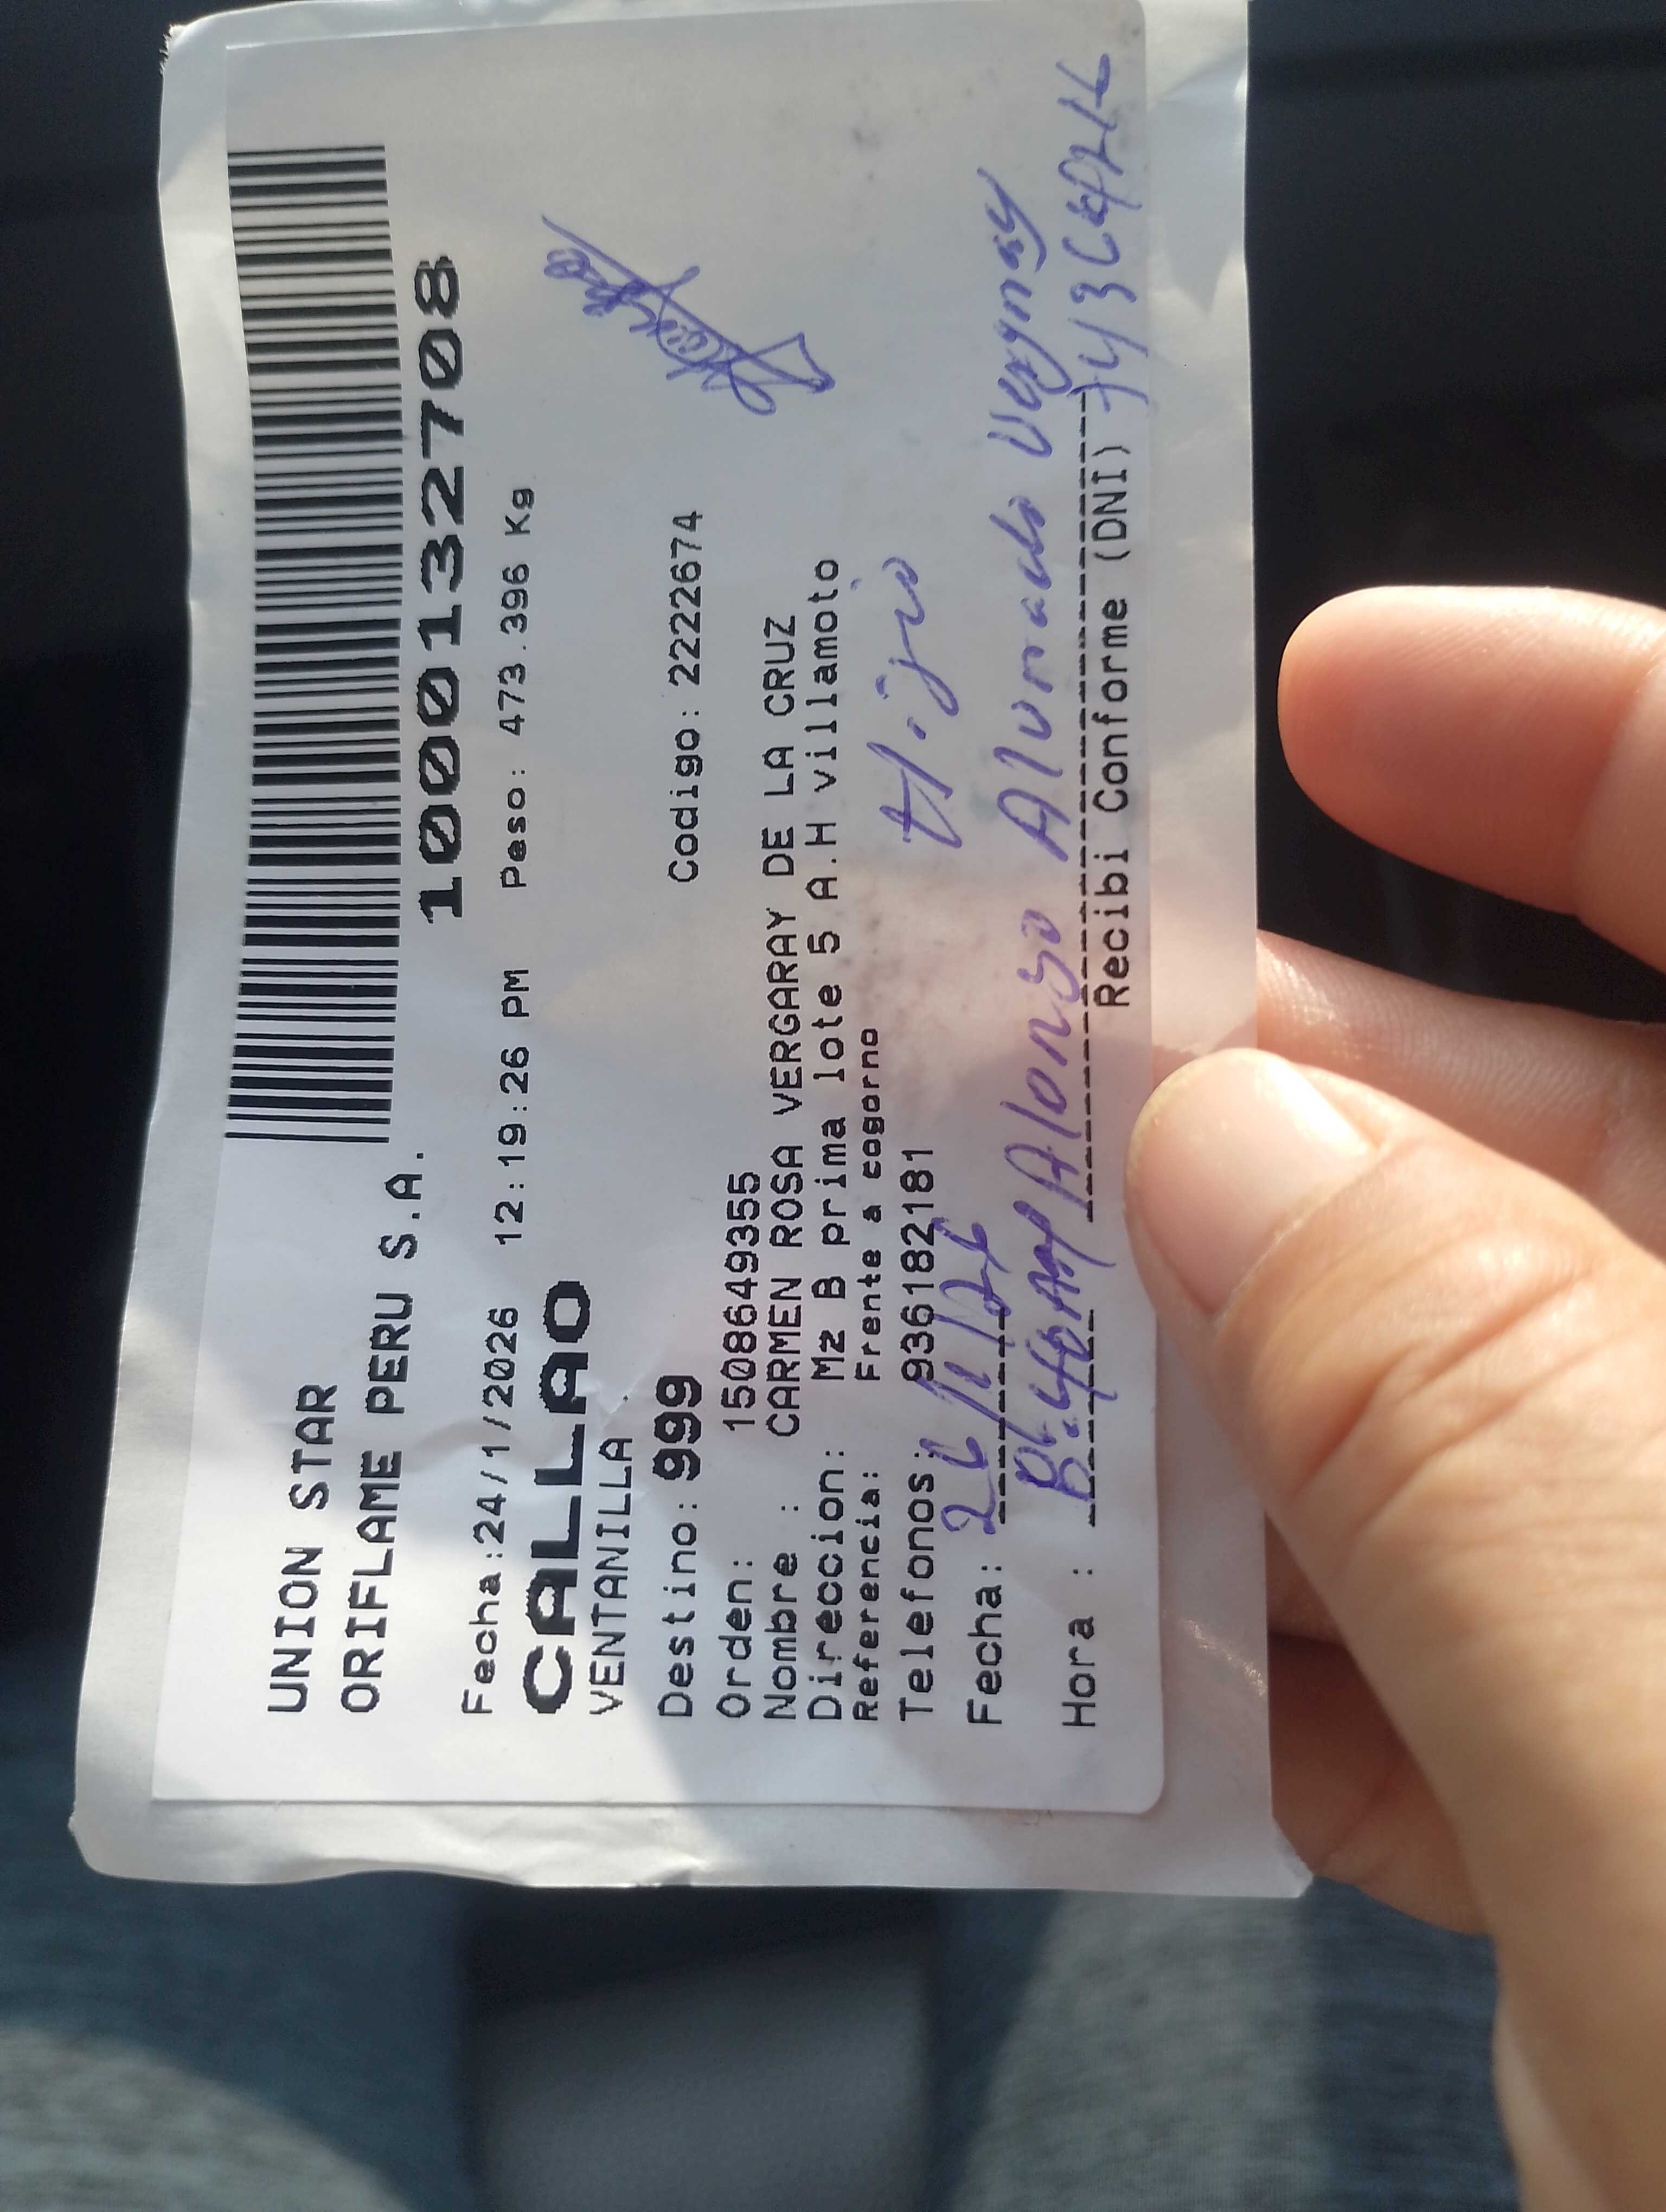 UNION STAR
ORIFLAME PERU S.A.
10001132708
Fecha:24/1/2026 12:19:26 PM Peso: 473.396 Kg
CALLAO
VENTANILLA
Destino: 999 Codigo: 2222674
Orden: 1508649355
Nombre : CARMEN ROSA VERGARAY DE LA CRUZ
Direccion: Mz B prima lote 5 A.H villamoto
Referencia: Frente a cogorno
Telefonos: 936182181
Hijo
Fecha:
Hora : Alonso Alvarado
Recibi Conforme (DNI)